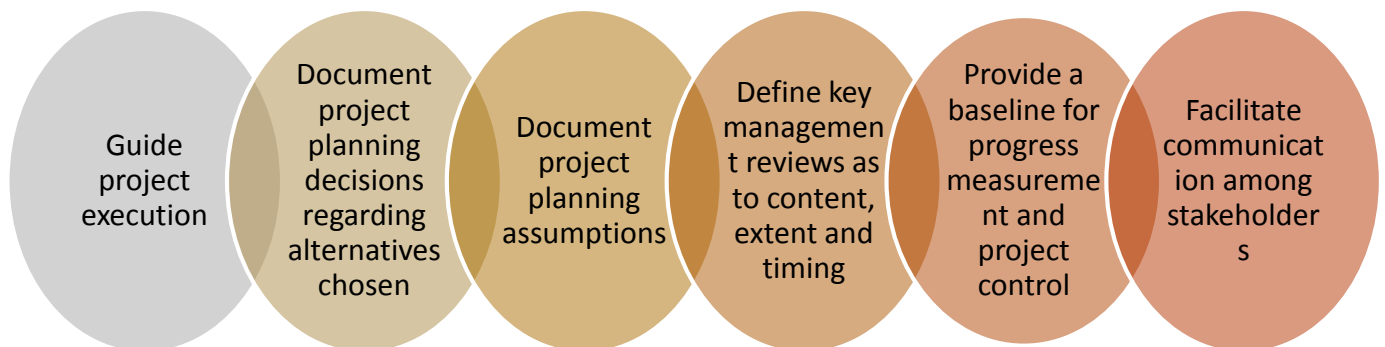 Guide
project
execution
Document
project
planning
decisions
regarding
alternatives
chosen
Document
project
planning
assumptions
Define key
managemen
t reviews as
to content,
extent and
timing
Provide a
baseline for
progress
measureme
nt and
project
control
Facilitate
communicat
ion among
stakeholder
s